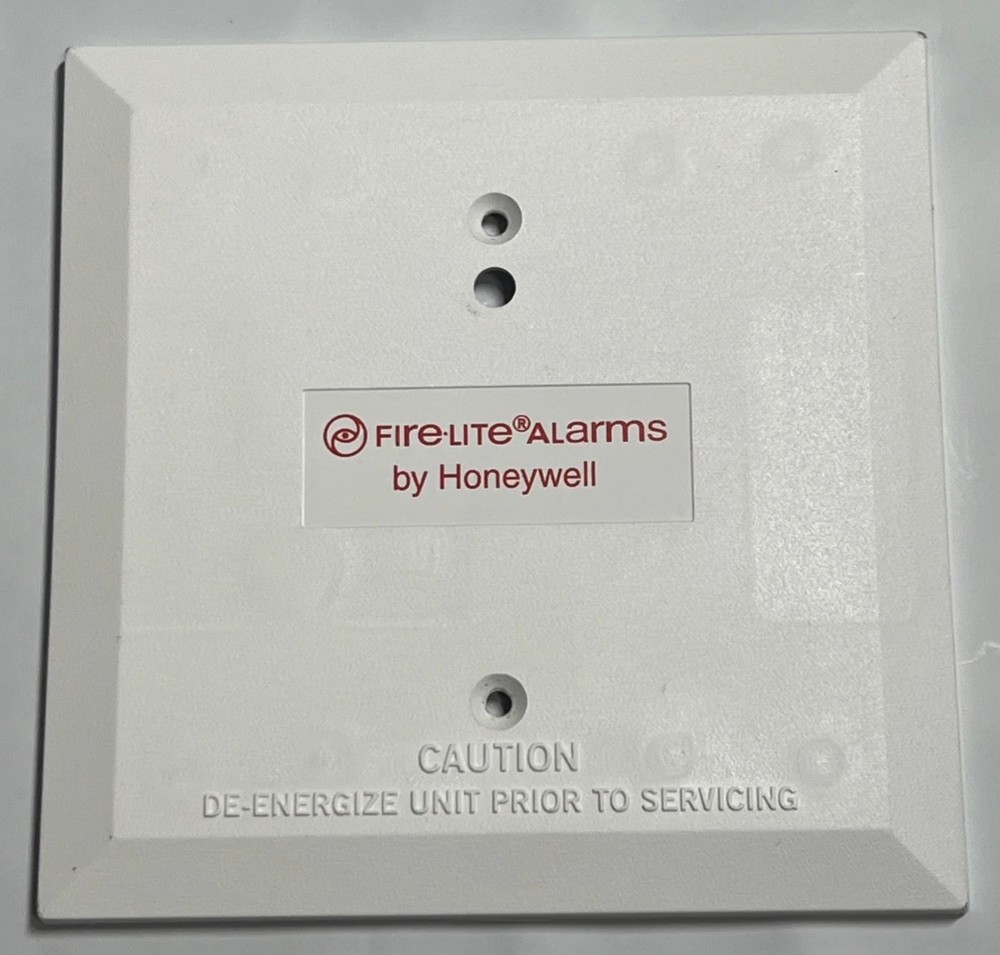 FIRE·LITE® ALARMS
by Honeywell
CAUTION
DE-ENERGIZE UNIT PRIOR TO SERVICING